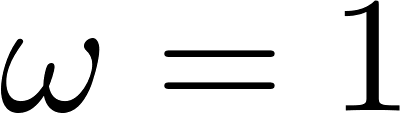 ω = 1